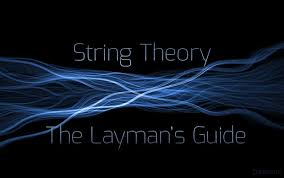 String Theory
The Layman's Guide